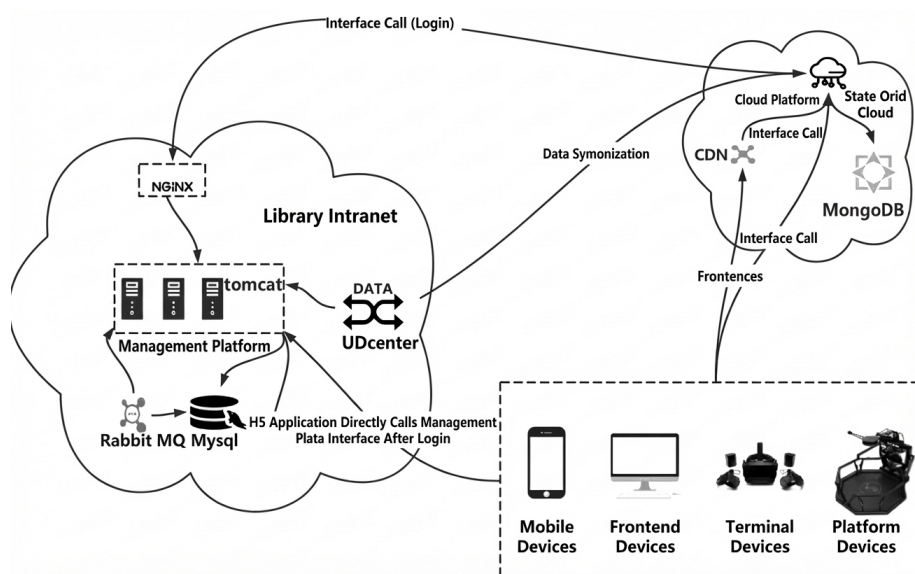 Interface Call (Login)
Cloud Platform
State Orid
Cloud
Interface Call
CDN
MongoDB
Data Symonization
NGiNX
Library Intranet
Interface Call
Frontences
tomcat
DATA
UDcenter
Management Platform
Rabbit MQ
Mysql
H5 Application Directly Calls Management
Plata Interface After Login
Mobile
Devices
Frontend
Devices
Terminal
Devices
Platform
Devices